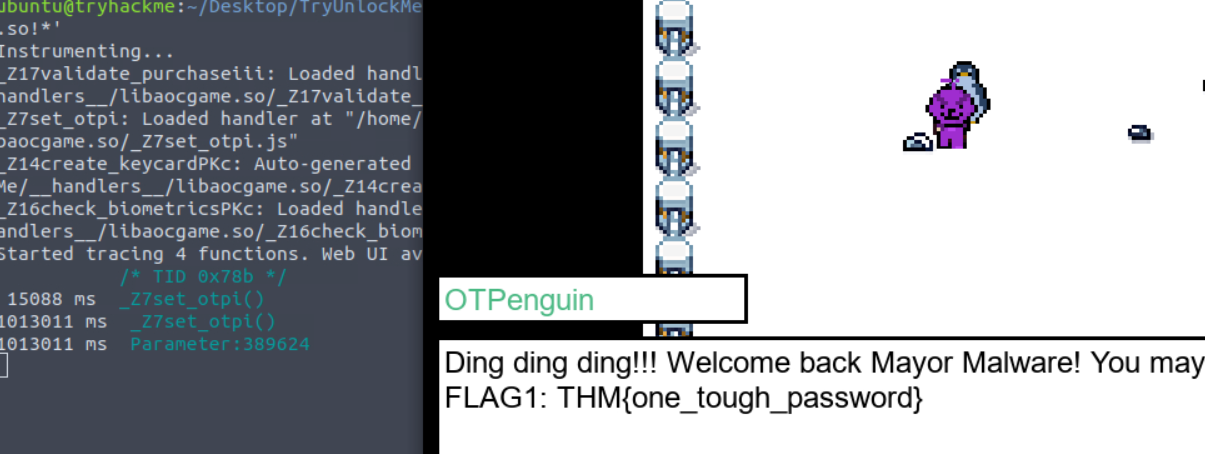 ubuntu@tryhackme:~/Desktop/TryUnlockMe
.so!*'
Instrumenting...
_Z17validate_purchaseiii: Loaded handl
handlers__/libaocgame.so/_Z17validate_
_Z7set_otpi: Loaded handler at "/home/
baocgame.so/_Z7set_otpi.js"
_Z14create_keycardPKc: Auto-generated
Me/__handlers__/libaocgame.so/_Z14crea
_Z16check_biometricsPKc: Loaded handle
andlers__/libaocgame.so/_Z16check_biom
Started tracing 4 functions. Web UI av
/* TID 0x78b */
15088 ms  _Z7set_otpi()
1013011 ms  _Z7set_otpi()
1013011 ms  Parameter:389624
OTPenguin
Ding ding ding!!! Welcome back Mayor Malware! You may
FLAG1: THM{one_tough_password}